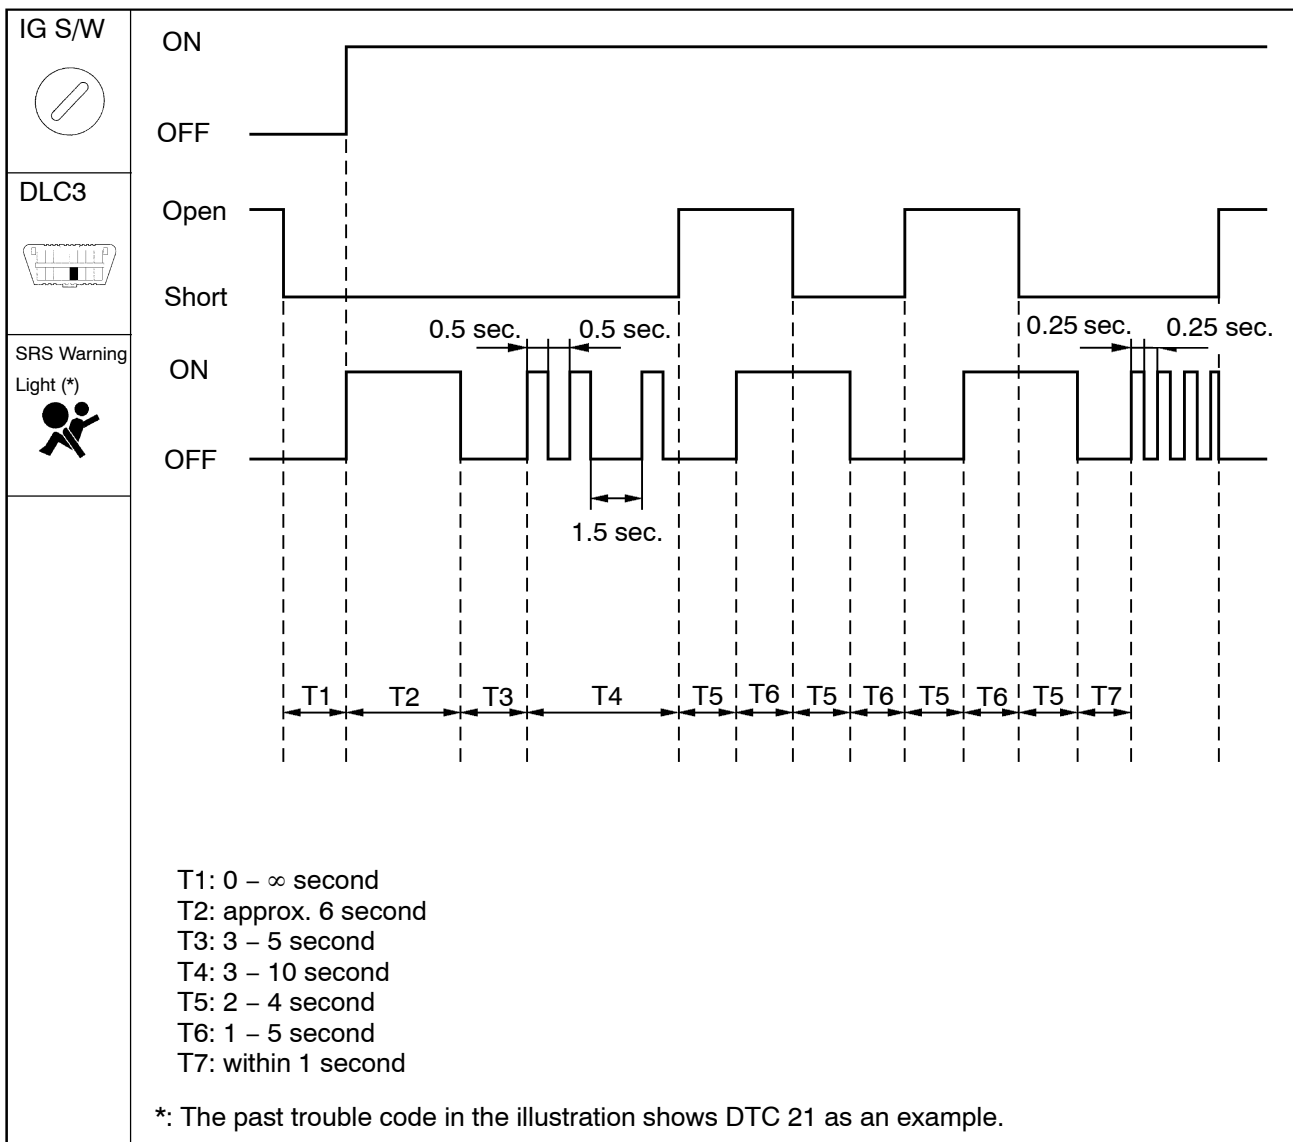 IG S/W
ON
OFF
DLC3
Open
Short
0.5 sec. 0.5 sec. 0.25 sec. 0.25 sec.
SRS Warning
Light (*)
ON
OFF
1.5 sec.
T1 T2 T3 T4 T5 T6 T5 T6 T5 T6 T5 T7
T1: 0 – ∞ second
T2: approx. 6 second
T3: 3 – 5 second
T4: 3 – 10 second
T5: 2 – 4 second
T6: 1 – 5 second
T7: within 1 second
*: The past trouble code in the illustration shows DTC 21 as an example.